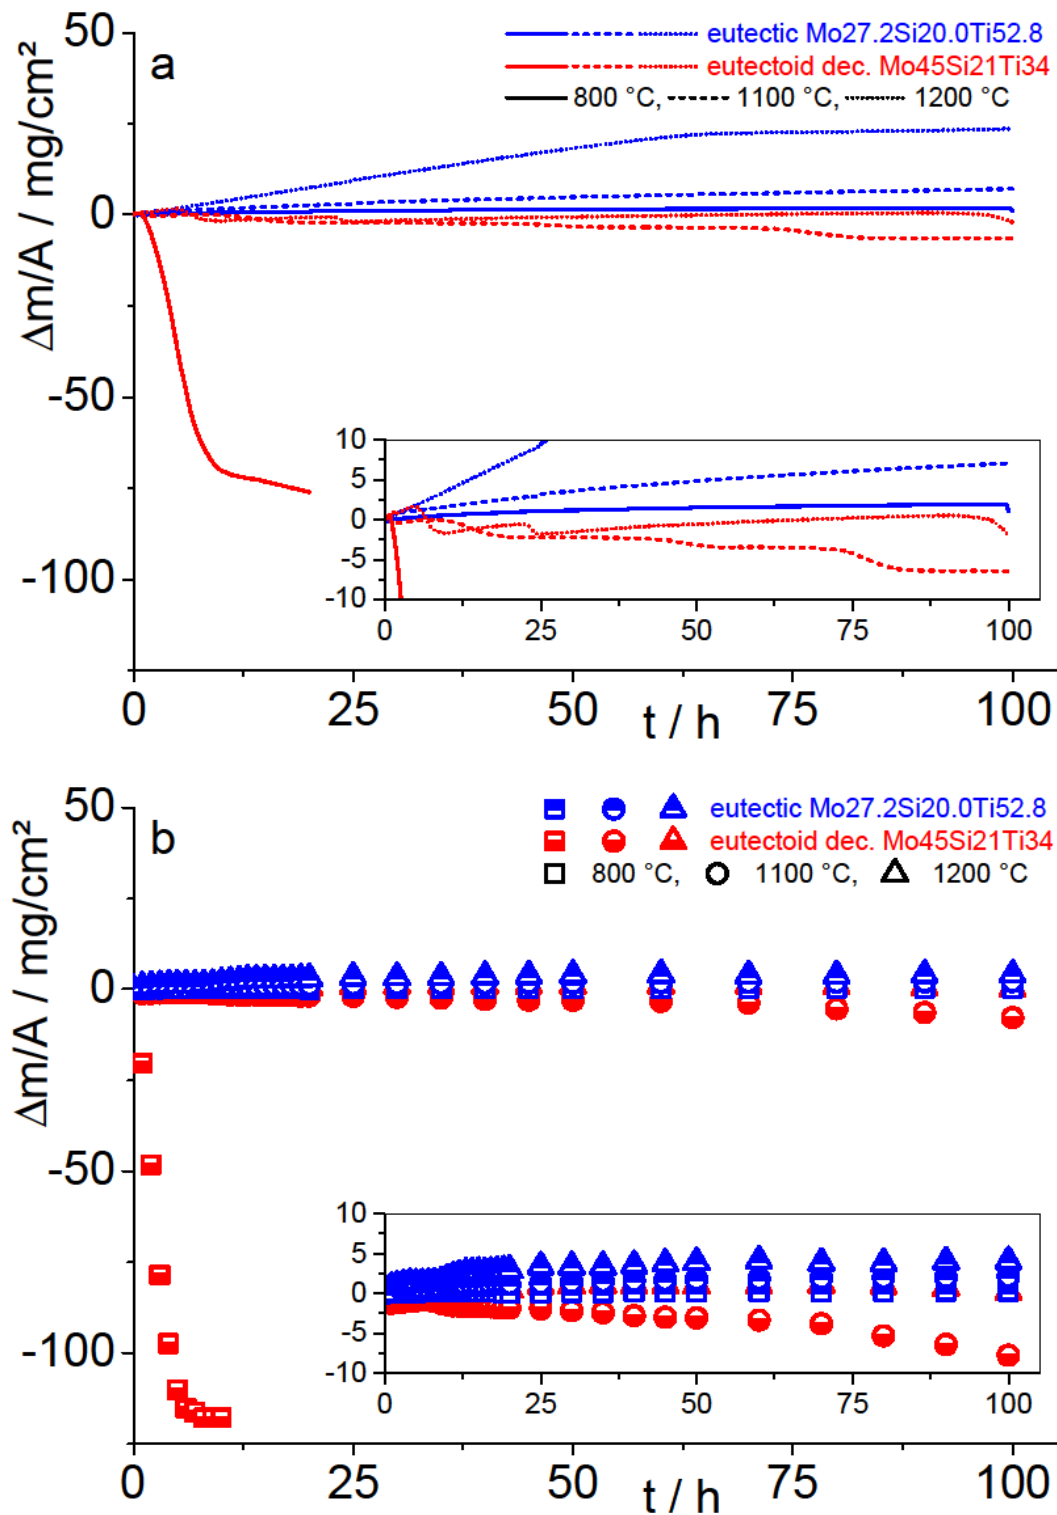 50
a
eutectic Mo27.2Si20.0Ti52.8
eutectoid dec. Mo45Si21Ti34
800 °C, 1100 °C, 1200 °C
Δm/A / mg/cm²
0
-50
-100
10
5
0
-5
-10
0 25 50 75 100
0 25 50 75 100
t / h
50
b
eutectic Mo27.2Si20.0Ti52.8
eutectoid dec. Mo45Si21Ti34
800 °C, 1100 °C, 1200 °C
Δm/A / mg/cm²
0
-50
-100
10
5
0
-5
-10
0 25 50 75 100
0 25 50 75 100
t / h